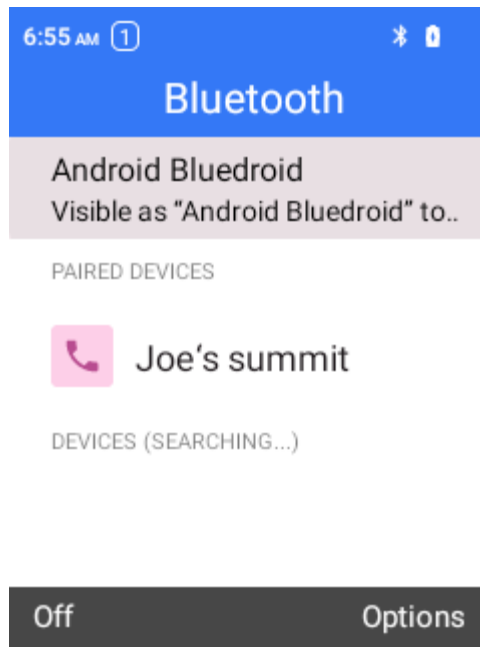 6:55 AM 1
Bluetooth
Android Bluedroid
Visible as “Android Bluedroid” to..
PAIRED DEVICES
Joe‘s summit
DEVICES (SEARCHING...)
Off Options